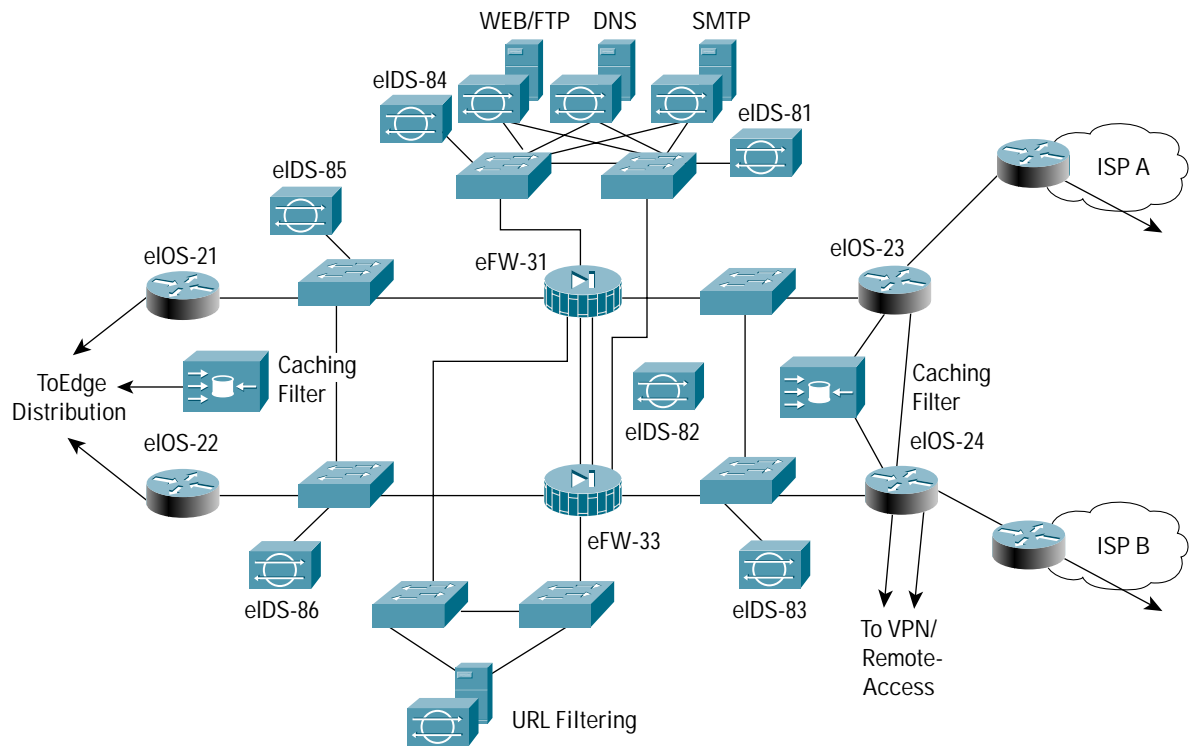 WEB/FTP
DNS
SMTP
eIDS-84
eIDS-81
eIDS-85
ISP A
eIOS-21
eFW-31
eIOS-23
ToEdge
Distribution
Caching
Filter
Caching
Filter
eIDS-82
eIOS-22
eIOS-24
eFW-33
ISP B
eIDS-86
eIDS-83
To VPN/
Remote-
Access
URL Filtering